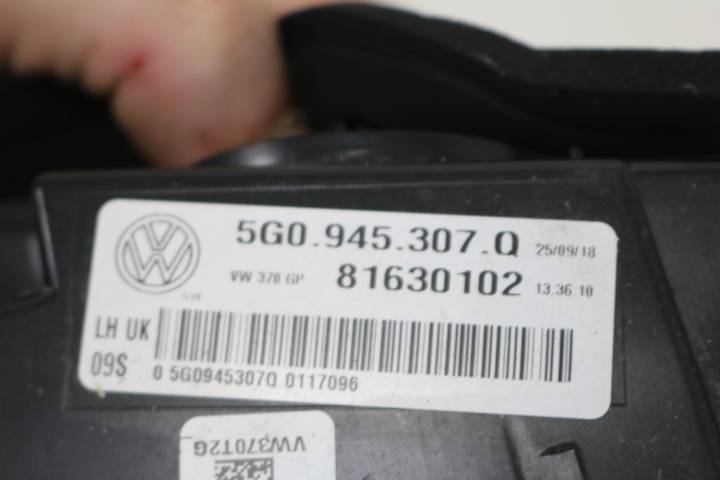 5G0.945.307.Q 25/09/18
VW 370 GP 81630102 13.36.10
LH UK
09S
0 5G0945307Q 0117096
VW370T2G